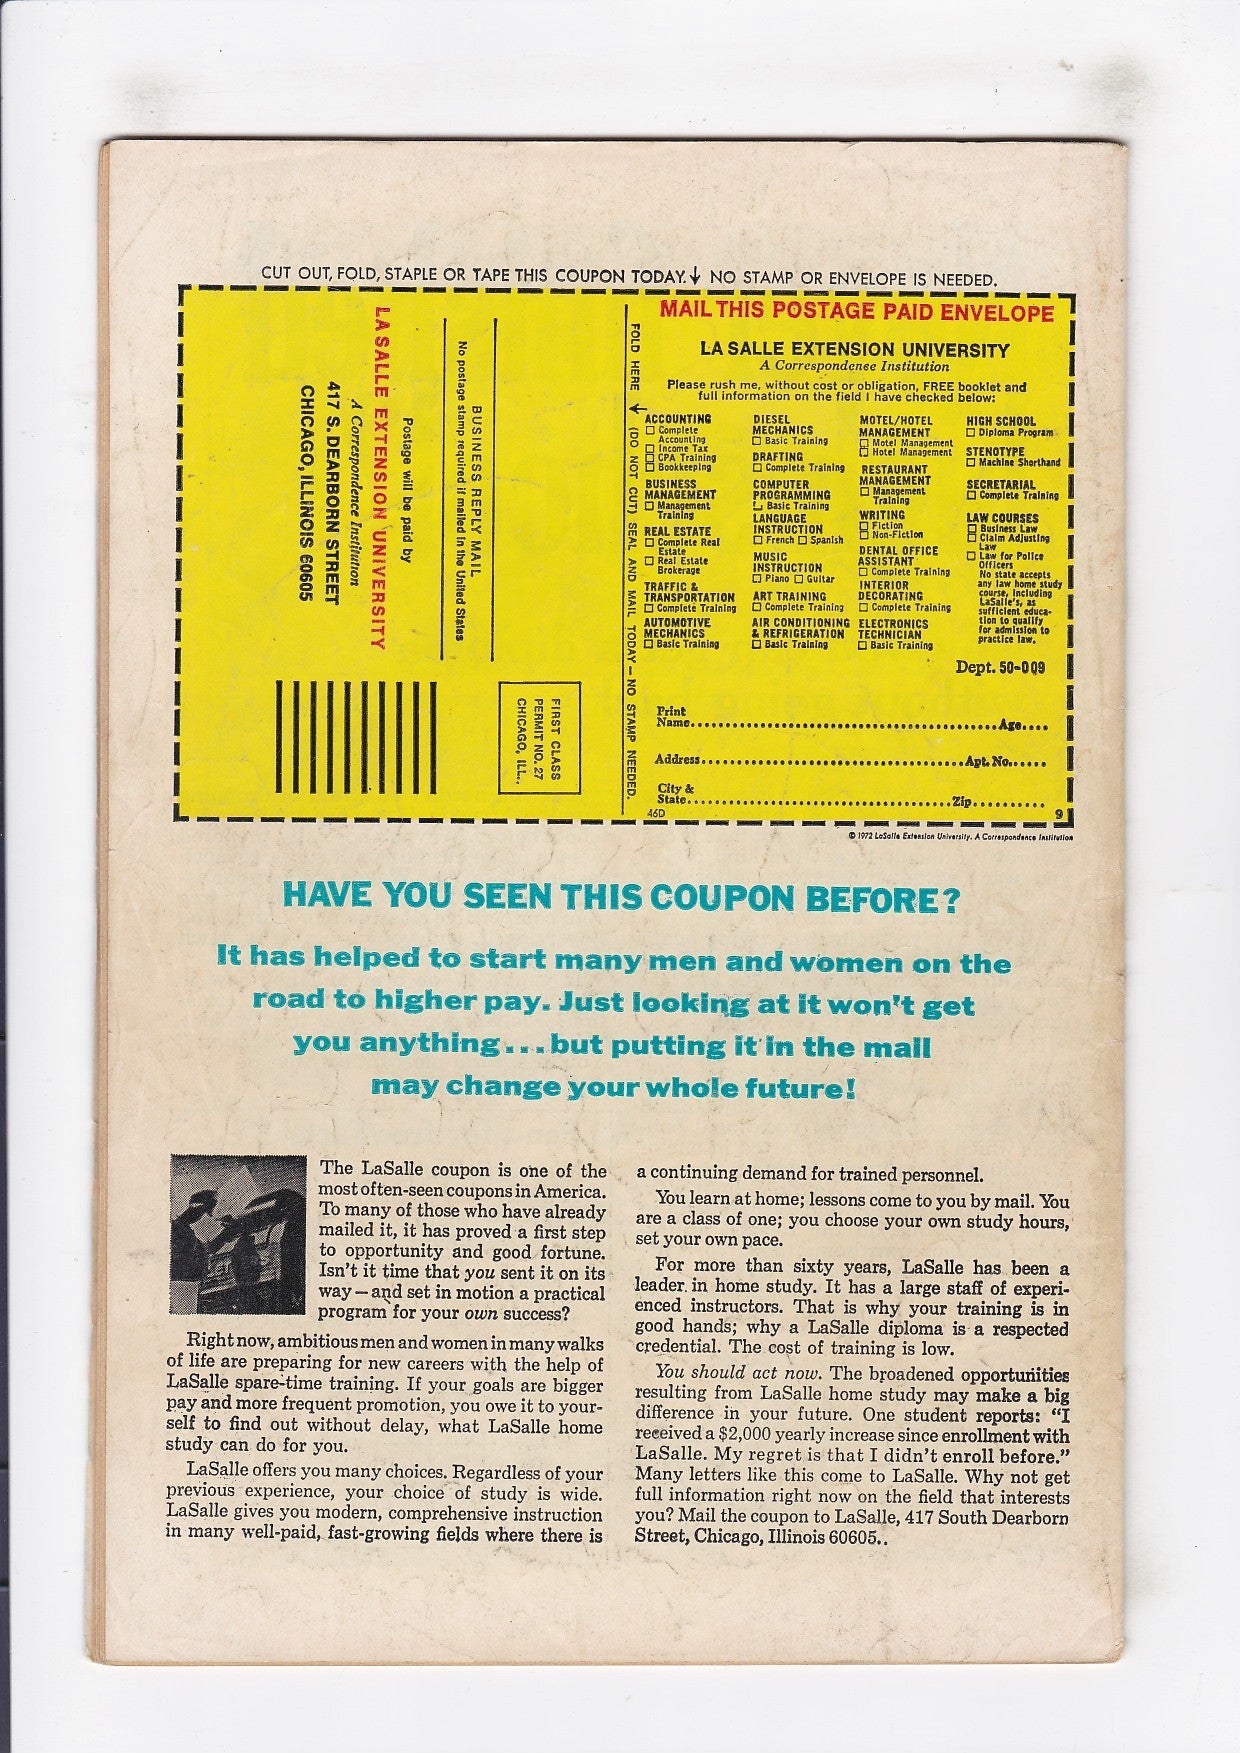 CUT OUT, FOLD, STAPLE OR TAPE THIS COUPON TODAY.↓ NO STAMP OR ENVELOPE IS NEEDED.
LA SALLE EXTENSION UNIVERSITY
A Correspondence Institution
417 S. DEARBORN STREET
CHICAGO, ILLINOIS 60605
Postage will be paid by
BUSINESS REPLY MAIL
No postage stamp required if mailed in the United States
FIRST CLASS
PERMIT NO. 27
CHICAGO, ILL.
FOLD HERE ↓ (DO NOT CUT) SEAL AND MAIL TODAY—NO STAMP NEEDED.
MAIL THIS POSTAGE PAID ENVELOPE
LA SALLE EXTENSION UNIVERSITY
A Correspondence Institution
Please rush me, without cost or obligation, FREE booklet and
full information on the field I have checked below:
ACCOUNTING
☐ Complete
Accounting
☐ Income Tax
☐ CPA Training
☐ Bookkeeping
BUSINESS
MANAGEMENT
☐ Management
Training
REAL ESTATE
☐ Complete Real
Estate
☐ Real Estate
Brokerage
TRAFFIC &
TRANSPORTATION
☐ Complete Training
AUTOMOTIVE
MECHANICS
☐ Basic Training
DIESEL
MECHANICS
☐ Basic Training
DRAFTING
☐ Complete Training
COMPUTER
PROGRAMMING
☐ Basic Training
LANGUAGE
INSTRUCTION
☐ French ☐ Spanish
MUSIC
INSTRUCTION
☐ Piano ☐ Guitar
ART TRAINING
☐ Complete Training
AIR CONDITIONING
& REFRIGERATION
☐ Basic Training
MOTEL/HOTEL
MANAGEMENT
☐ Motel Management
☐ Hotel Management
RESTAURANT
MANAGEMENT
☐ Management
Training
WRITING
☐ Fiction
☐ Non-Fiction
DENTAL OFFICE
ASSISTANT
☐ Complete Training
INTERIOR
DECORATING
☐ Complete Training
ELECTRONICS
TECHNICIAN
☐ Basic Training
HIGH SCHOOL
☐ Diploma Program
STENOTYPE
☐ Machine Shorthand
SECRETARIAL
☐ Complete Training
LAW COURSES
☐ Business Law
☐ Claim Adjusting
Law
☐ Law for Police
Officers
No state accepts
any law home study
course, including
LaSalle's, as
sufficient educa-
tion to qualify
for admission to
practice law.
Dept. 50-009
Print
Name..........Age....
Address..........Apt. No......
City &
State..........Zip..........
46D
9
© 1972 LaSalle Extension University. A Correspondence Institution
HAVE YOU SEEN THIS COUPON BEFORE?
It has helped to start many men and women on the
road to higher pay. Just looking at it won't get
you anything...but putting it in the mail
may change your whole future!
The LaSalle coupon is one of the
most often-seen coupons in America.
To many of those who have already
mailed it, it has proved a first step
to opportunity and good fortune.
Isn't it time that you sent it on its
way — and set in motion a practical
program for your own success?
Right now, ambitious men and women in many walks
of life are preparing for new careers with the help of
LaSalle spare-time training. If your goals are bigger
pay and more frequent promotion, you owe it to your-
self to find out without delay, what LaSalle home
study can do for you.
LaSalle offers you many choices. Regardless of your
previous experience, your choice of study is wide.
LaSalle gives you modern, comprehensive instruction
in many well-paid, fast-growing fields where there is
a continuing demand for trained personnel.
You learn at home; lessons come to you by mail. You
are a class of one; you choose your own study hours,
set your own pace.
For more than sixty years, LaSalle has been a
leader in home study. It has a large staff of experi-
enced instructors. That is why your training is in
good hands; why a LaSalle diploma is a respected
credential. The cost of training is low.
You should act now. The broadened opportunities
resulting from LaSalle home study may make a big
difference in your future. One student reports: "I
received a $2,000 yearly increase since enrollment with
LaSalle. My regret is that I didn't enroll before."
Many letters like this come to LaSalle. Why not get
full information right now on the field that interests
you? Mail the coupon to LaSalle, 417 South Dearborn
Street, Chicago, Illinois 60605..